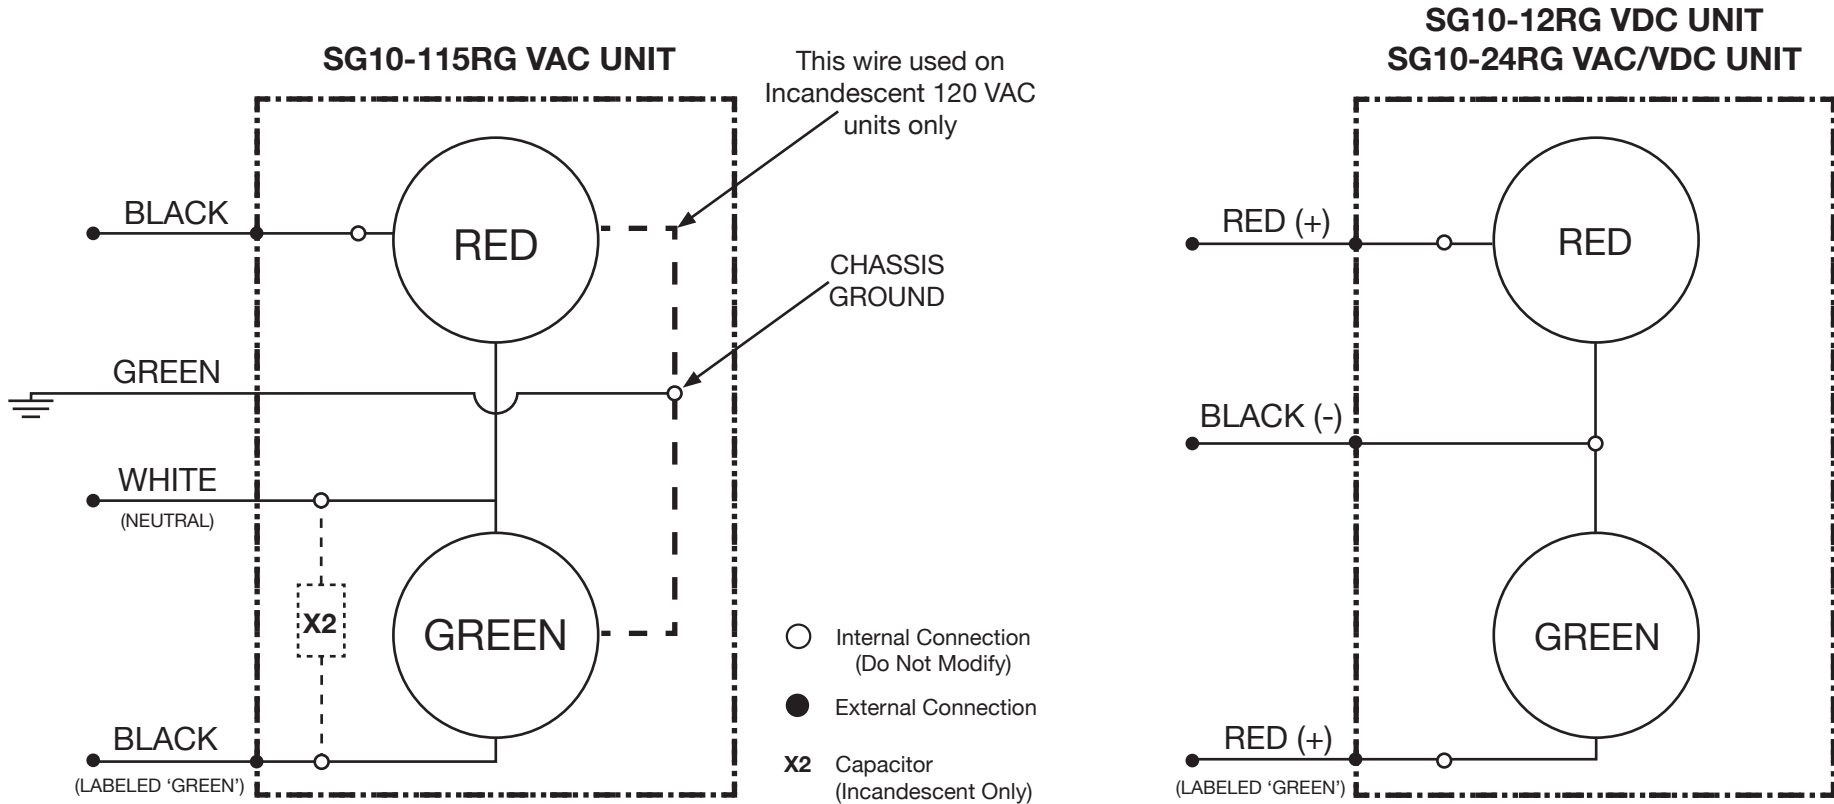 SG10-115RG VAC UNIT
This wire used on
Incandescent 120 VAC
units only
BLACK
RED
CHASSIS
GROUND
GREEN
WHITE
(NEUTRAL)
X2
GREEN
BLACK
(LABELED ‘GREEN’)
Internal Connection
(Do Not Modify)
External Connection
X2 Capacitor
(Incandescent Only)
SG10-12RG VDC UNIT
SG10-24RG VAC/VDC UNIT
RED (+)
RED
BLACK (-)
GREEN
RED (+)
(LABELED ‘GREEN’)